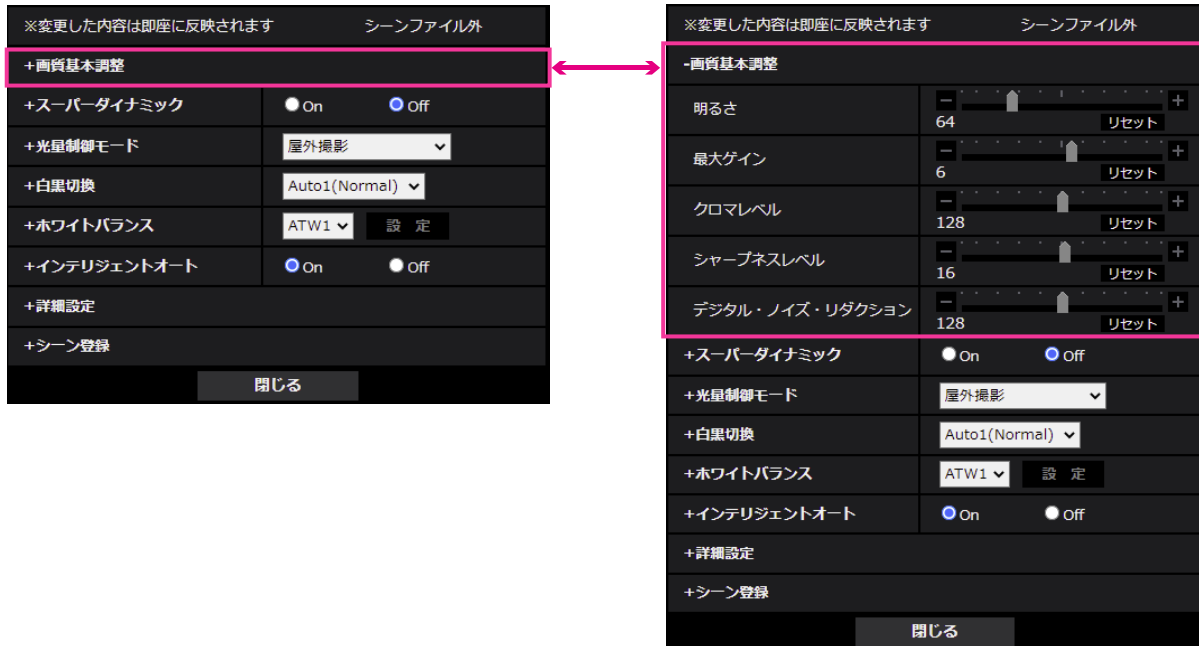 ※変更した内容は即座に反映されます シーンファイル外
+画質基本調整
+スーパーダイナミック On Off
+光量制御モード 屋外撮影
+白黒切換 Auto1(Normal)
+ホワイトバランス ATW1 設 定
+インテリジェントオート On Off
+詳細設定
+シーン登録
閉じる
※変更した内容は即座に反映されます シーンファイル外
-画質基本調整
明るさ
64 リセット
最大ゲイン
6 リセット
クロマレベル
128 リセット
シャープネスレベル
16 リセット
デジタル・ノイズ・リダクション
128 リセット
+スーパーダイナミック On Off
+光量制御モード 屋外撮影
+白黒切換 Auto1(Normal)
+ホワイトバランス ATW1 設 定
+インテリジェントオート On Off
+詳細設定
+シーン登録
閉じる